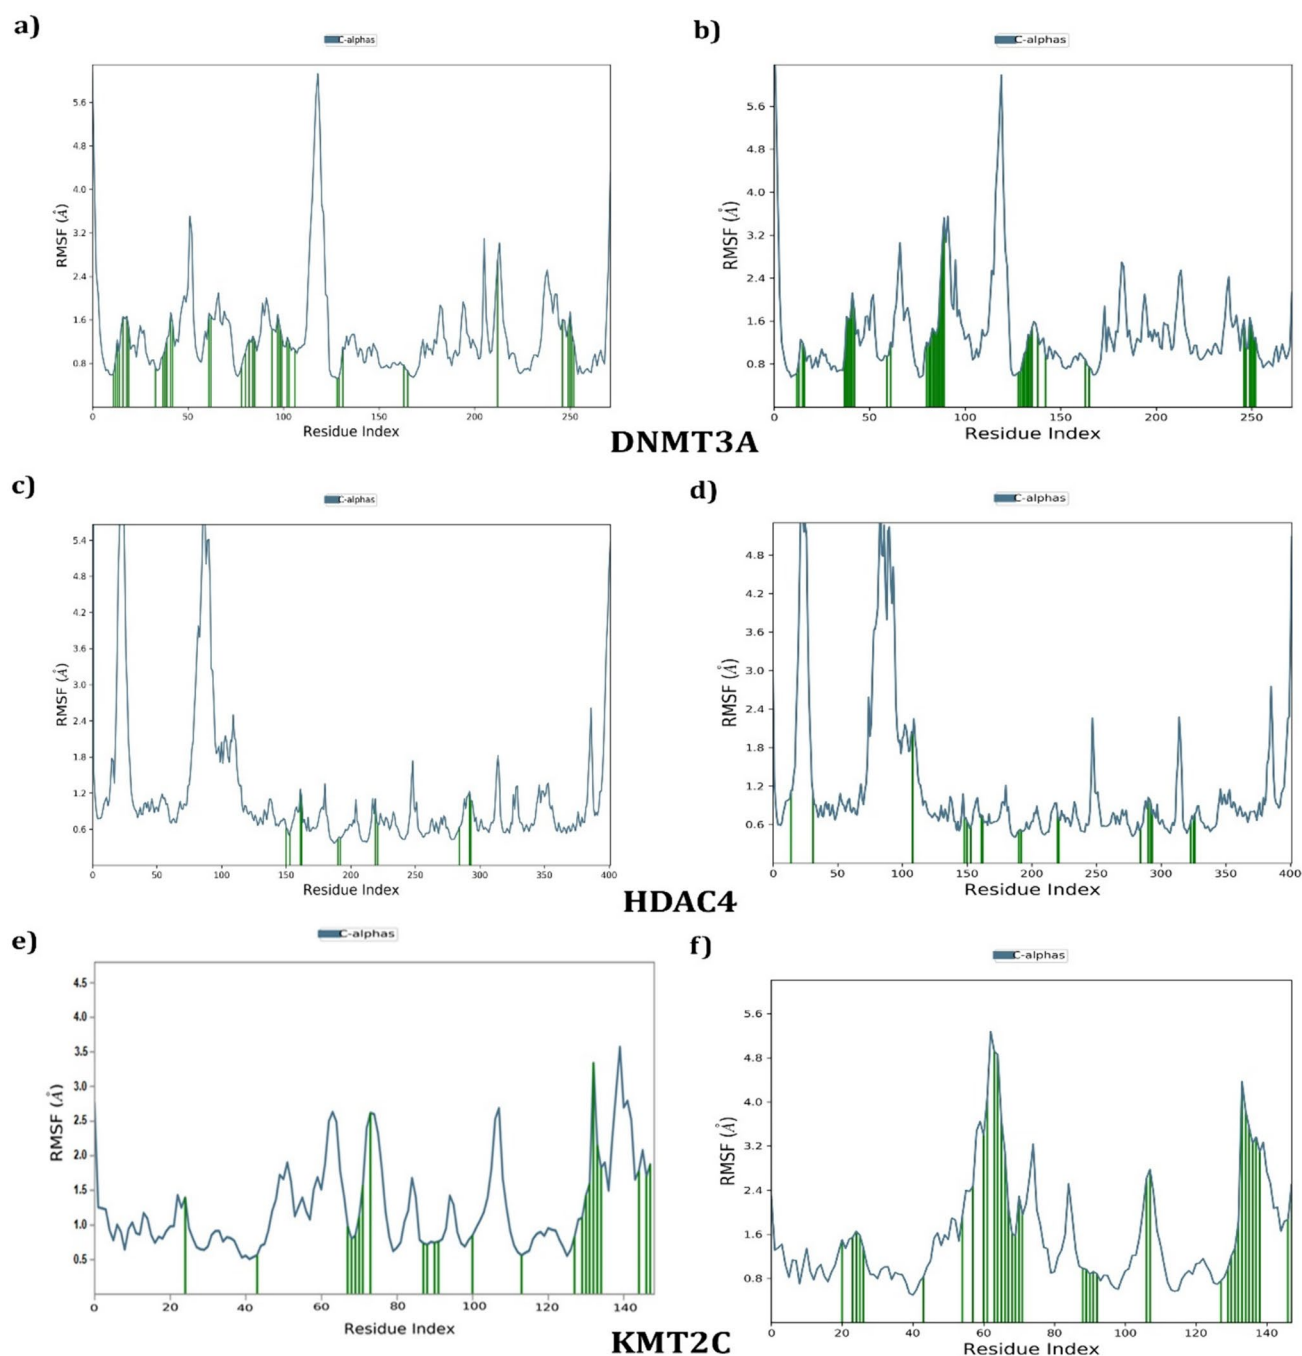 a)
C-alphas
RMSF (Å)
5.6
4.8
4.0
3.2
2.4
1.6
0.8
0 50 100 150 200 250
Residue Index
b)
C-alphas
RMSF (Å)
5.6
4.8
4.0
3.2
2.4
1.6
0.8
0 50 100 150 200 250
Residue Index
DNMT3A
c)
C-alphas
RMSF (Å)
5.4
4.8
4.2
3.6
3.0
2.4
1.8
1.2
0.6
0 50 100 150 200 250 300 350 400
Residue Index
d)
C-alphas
RMSF (Å)
4.8
4.2
3.6
3.0
2.4
1.8
1.2
0.6
0 50 100 150 200 250 300 350 400
Residue Index
HDAC4
e)
C-alphas
RMSF (Å)
4.5
4.0
3.5
3.0
2.5
2.0
1.5
1.0
0.5
0 20 40 60 80 100 120 140
Residue Index
f)
C-alphas
RMSF (Å)
5.6
4.8
4.0
3.2
2.4
1.6
0.8
0 20 40 60 80 100 120 140
Residue Index
KMT2C